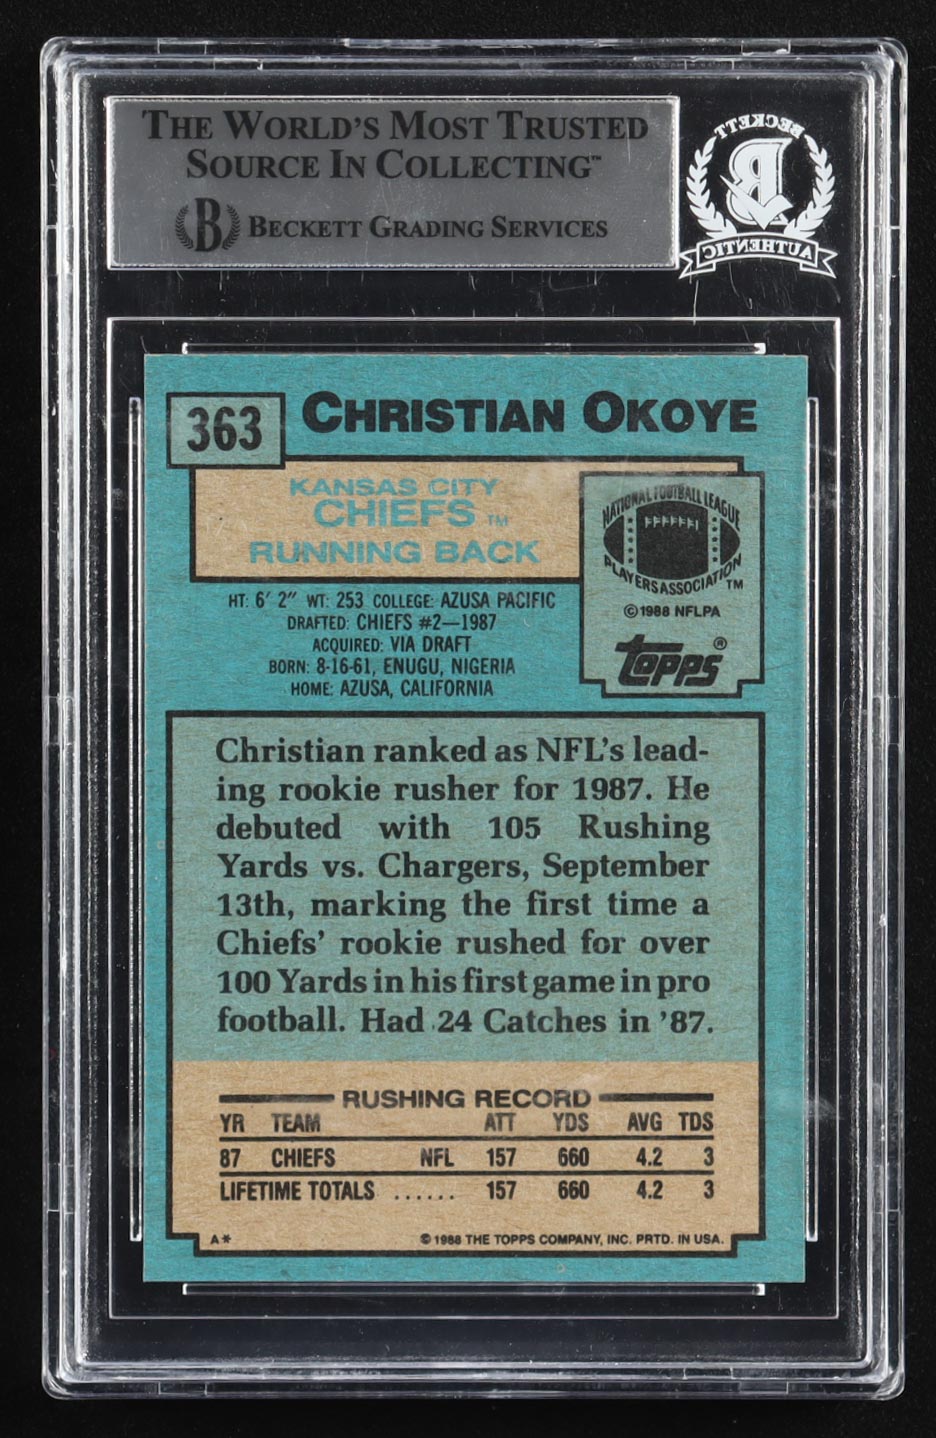 THE WORLD'S MOST TRUSTED
SOURCE IN COLLECTING™
B BECKETT GRADING SERVICES
BECKETT
B
AUTHENTIC
363 CHRISTIAN OKOYE
KANSAS CITY
CHIEFS TM
RUNNING BACK
NATIONAL FOOTBALL LEAGUE
PLAYERS ASSOCIATION TM
©1988 NFLPA
TOPPS®
HT: 6' 2" WT: 253 COLLEGE: AZUSA PACIFIC
DRAFTED: CHIEFS #2—1987
ACQUIRED: VIA DRAFT
BORN: 8-16-61, ENUGU, NIGERIA
HOME: AZUSA, CALIFORNIA
Christian ranked as NFL's lead-
ing rookie rusher for 1987. He
debuted with 105 Rushing
Yards vs. Chargers, September
13th, marking the first time a
Chiefs' rookie rushed for over
100 Yards in his first game in pro
football. Had 24 Catches in '87.
RUSHING RECORD
YR TEAM ATT YDS AVG TDS
87 CHIEFS NFL 157 660 4.2 3
LIFETIME TOTALS ...... 157 660 4.2 3
A* © 1988 THE TOPPS COMPANY, INC. PRTD. IN USA.